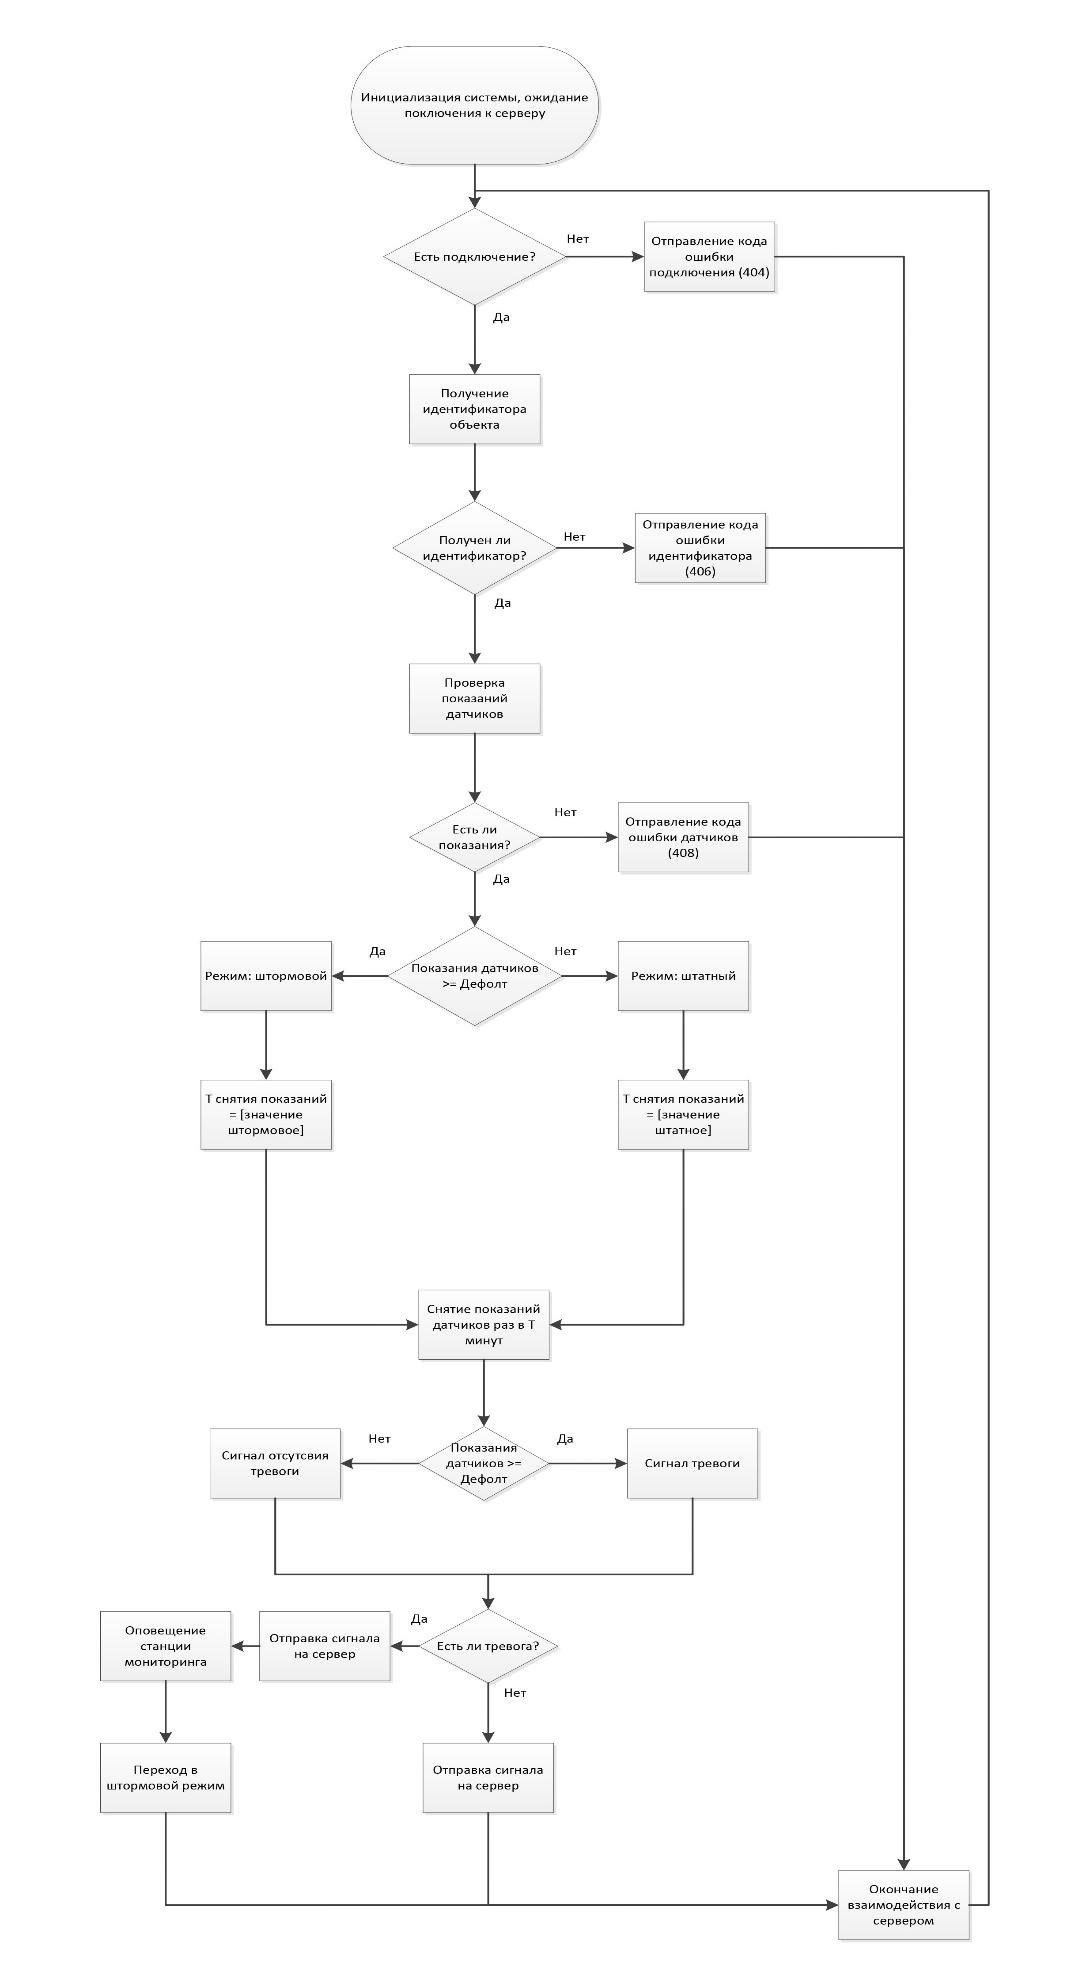 Инициализация системы, ожидание
поключения к серверу
Есть подключение?
Нет
Отправление кода
ошибки
подключения (404)
Да
Получение
идентификатора
объекта
Получен ли
идентификатор?
Нет
Отправление кода
ошибки
идентификатора
(406)
Да
Проверка
показаний
датчиков
Есть ли
показания?
Нет
Отправление кода
ошибки датчиков
(408)
Да
Режим: штормовой
Да
Показания датчиков
>= Дефолт
Нет
Режим: штатный
Т снятия показаний
= [значение
штормовое]
Т снятия показаний
= [значение
штатное]
Снятие показаний
датчиков раз в Т
минут
Сигнал отсутсвия
тревоги
Нет
Показания
датчиков >=
Дефолт
Да
Сигнал тревоги
Оповещение
станции
мониторинга
Отправка сигнала
на сервер
Да
Есть ли тревога?
Нет
Переход в
штормовой режим
Отправка сигнала
на сервер
Окончание
взаимодействия с
сервером